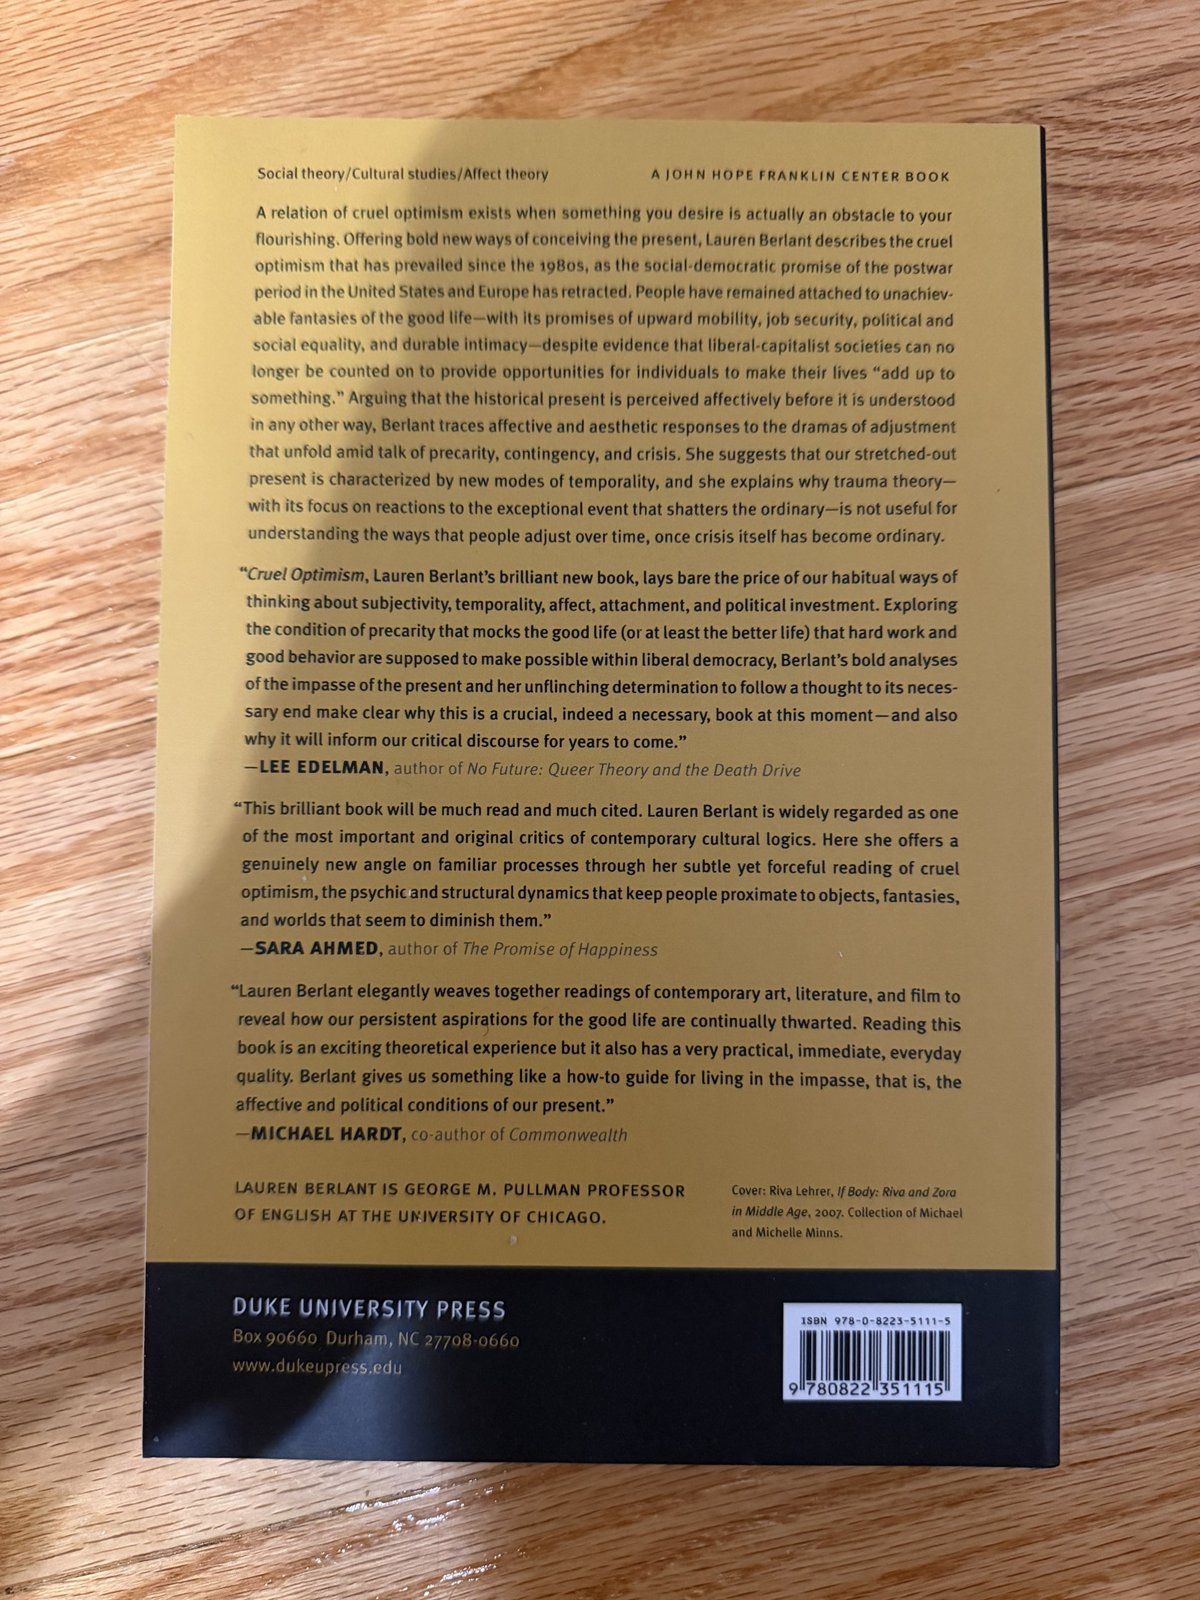 Social theory/Cultural studies/Affect theory
A JOHN HOPE FRANKLIN CENTER BOOK
A relation of cruel optimism exists when something you desire is actually an obstacle to your
flourishing. Offering bold new ways of conceiving the present, Lauren Berlant describes the cruel
optimism that has prevailed since the 1980s, as the social-democratic promise of the postwar
period in the United States and Europe has retracted. People have remained attached to unachiev-
able fantasies of the good life—with its promises of upward mobility, job security, political and
social equality, and durable intimacy—despite evidence that liberal-capitalist societies can no
longer be counted on to provide opportunities for individuals to make their lives “add up to
something.” Arguing that the historical present is perceived affectively before it is understood
in any other way, Berlant traces affective and aesthetic responses to the dramas of adjustment
that unfold amid talk of precarity, contingency, and crisis. She suggests that our stretched-out
present is characterized by new modes of temporality, and she explains why trauma theory—
with its focus on reactions to the exceptional event that shatters the ordinary—is not useful for
understanding the ways that people adjust over time, once crisis itself has become ordinary.
“Cruel Optimism, Lauren Berlant’s brilliant new book, lays bare the price of our habitual ways of
thinking about subjectivity, temporality, affect, attachment, and political investment. Exploring
the condition of precarity that mocks the good life (or at least the better life) that hard work and
good behavior are supposed to make possible within liberal democracy, Berlant’s bold analyses
of the impasse of the present and her unflinching determination to follow a thought to its neces-
sary end make clear why this is a crucial, indeed a necessary, book at this moment—and also
why it will inform our critical discourse for years to come.”
—LEE EDELMAN, author of No Future: Queer Theory and the Death Drive
“This brilliant book will be much read and much cited. Lauren Berlant is widely regarded as one
of the most important and original critics of contemporary cultural logics. Here she offers a
genuinely new angle on familiar processes through her subtle yet forceful reading of cruel
optimism, the psychic and structural dynamics that keep people proximate to objects, fantasies,
and worlds that seem to diminish them.”
—SARA AHMED, author of The Promise of Happiness
“Lauren Berlant elegantly weaves together readings of contemporary art, literature, and film to
reveal how our persistent aspirations for the good life are continually thwarted. Reading this
book is an exciting theoretical experience but it also has a very practical, immediate, everyday
quality. Berlant gives us something like a how-to guide for living in the impasse, that is, the
affective and political conditions of our present.”
—MICHAEL HARDT, co-author of Commonwealth
LAUREN BERLANT IS GEORGE M. PULLMAN PROFESSOR
OF ENGLISH AT THE UNIVERSITY OF CHICAGO.
Cover: Riva Lehrer, If Body: Riva and Zora
in Middle Age, 2007. Collection of Michael
and Michelle Minns.
DUKE UNIVERSITY PRESS
Box 90660 Durham, NC 27708-0660
www.dukeupress.edu
ISBN 978-0-8223-5111-5
9 780822 351115